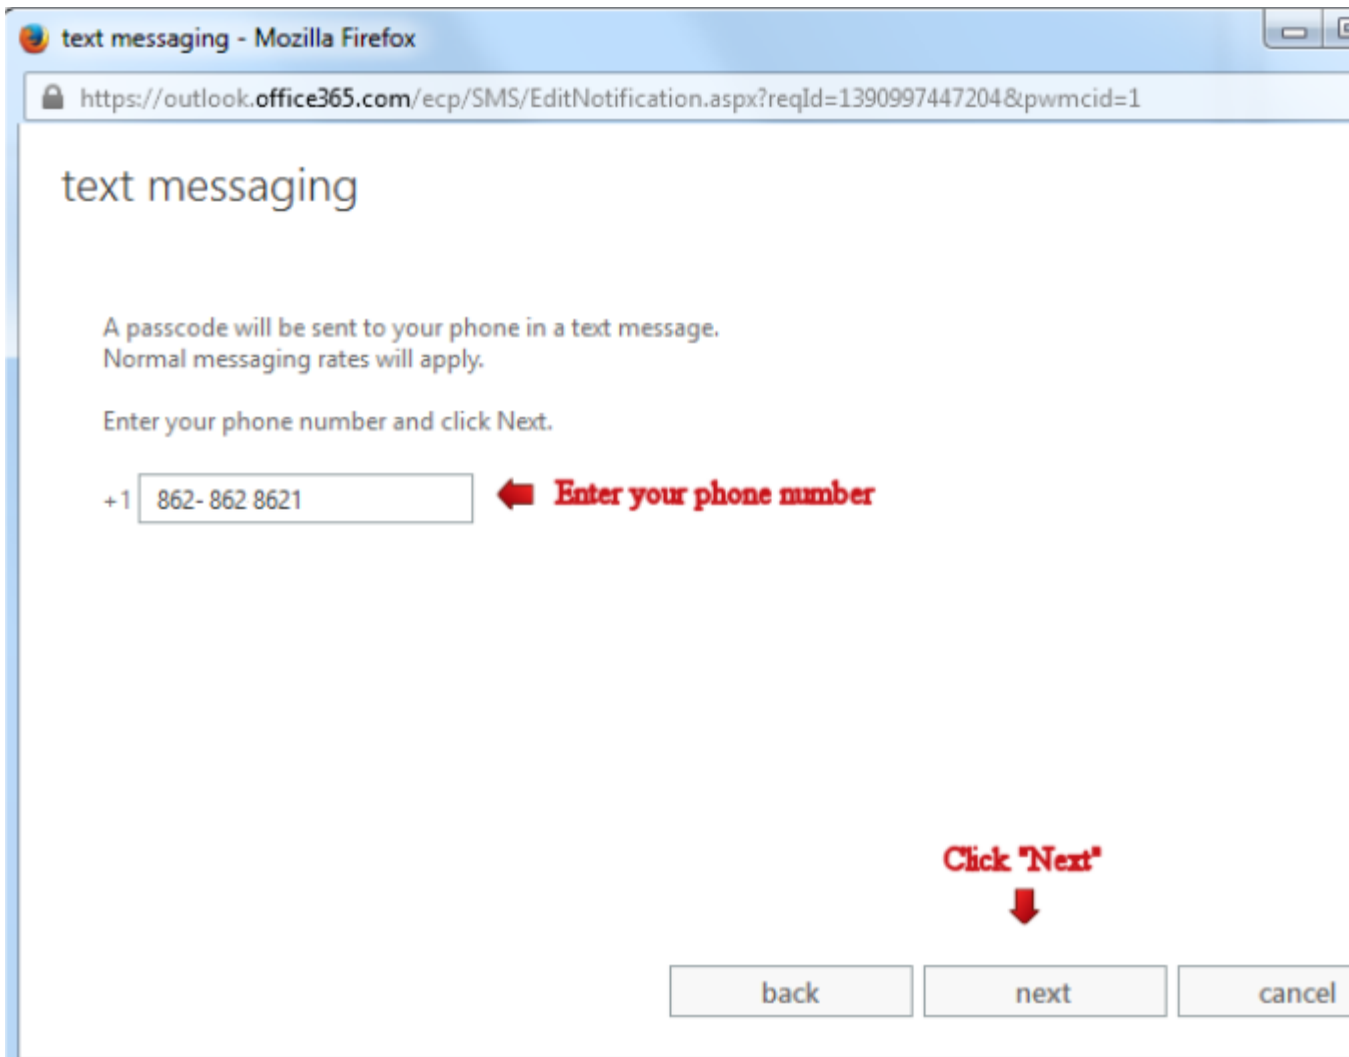 text messaging - Mozilla Firefox
https://outlook.office365.com/ecp/SMS/EditNotification.aspx?reqId=1390997447204&pwmcid=1
text messaging
A passcode will be sent to your phone in a text message.
Normal messaging rates will apply.
Enter your phone number and click Next.
+1 862- 862 8621 Enter your phone number
Click "Next"
back next cancel